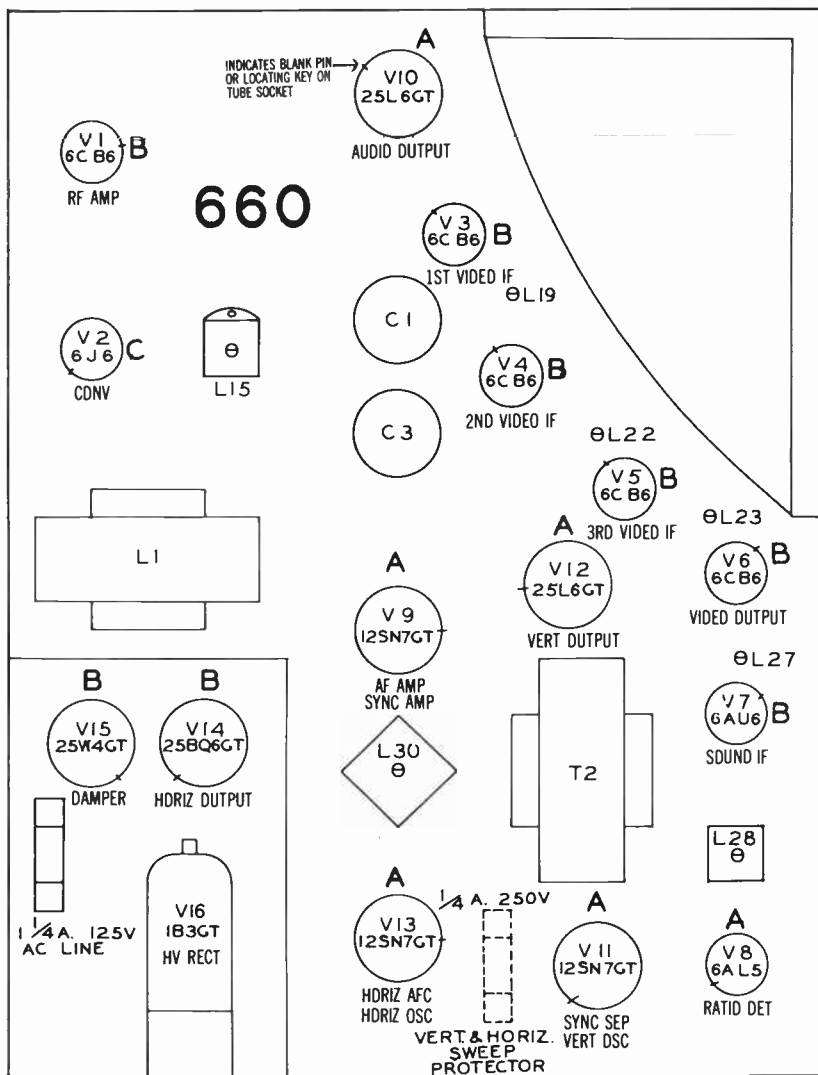 INDICATES BLANK PIN
OR LOCATING KEY ON
TUBE SOCKET
A
V10
25L6GT
AUDIO OUTPUT
V1
6CB6
B
RF AMP
660
V3
6CB6
B
1ST VIDEO IF
L19
V2
6J6
C
CONV
L15
C1
V4
6CB6
B
2ND VIDEO IF
C3
L22
V5
6CB6
B
3RD VIDEO IF
L23
L1
A
V12
25L6GT
VERT OUTPUT
V6
6CB6
B
VIDEO OUTPUT
A
V9
12SN7GT
AF AMP
SYNC AMP
L27
V7
6AU6
B
SOUND IF
B
V15
25W4GT
DAMPER
B
V14
25BQ6GT
HORIZ OUTPUT
L30
T2
L28
1 1/4 A. 125V
AC LINE
V16
1B3GT
HV RECT
A
V13
12SN7GT
HORIZ AFC
HORIZ OSC
1/4 A. 250V
VERT. & HORIZ.
SWEEP
PROTECTOR
A
V11
12SN7GT
SYNC SEP
VERT OSC
A
V8
6AL5
RATIO DET